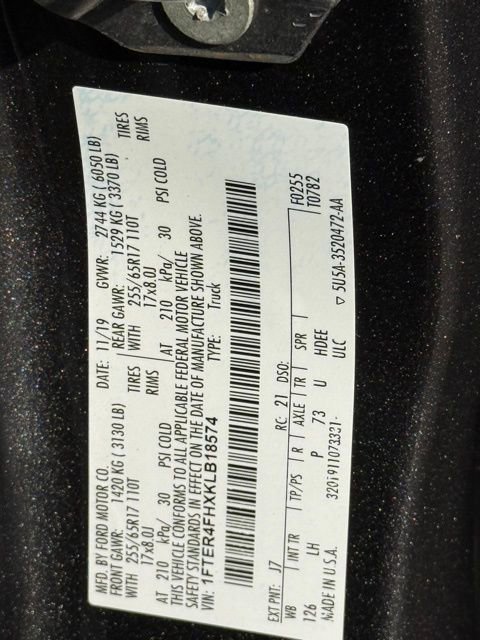 MFD. BY FORD MOTOR CO.
DATE: 11/19 GVWR: 2744 KG ( 6050 LB)
FRONT GAWR: 1420 KG ( 3130 LB) REAR GAWR: 1529 KG ( 3370 LB)
WITH 255/65R17 110T TIRES WITH 255/65R17 110T TIRES
17x8.0J RIMS 17x8.0J RIMS
AT 210 kPa/ 30 PSI COLD AT 210 kPa/ 30 PSI COLD
THIS VEHICLE CONFORMS TO ALL APPLICABLE FEDERAL MOTOR VEHICLE
SAFETY STANDARDS IN EFFECT ON THE DATE OF MANUFACTURE SHOWN ABOVE.
VIN: 1FTER4FHXKLB18574 TYPE: Truck
F0255
T0782
EXT PNT: J7 RC: 21 DSO:
WB INT TR TP/PS R AXLE TR SPR
126 LH P 73 U HDEE
ULC
MADE IN U.S.A. 5U5A-3520472-AA